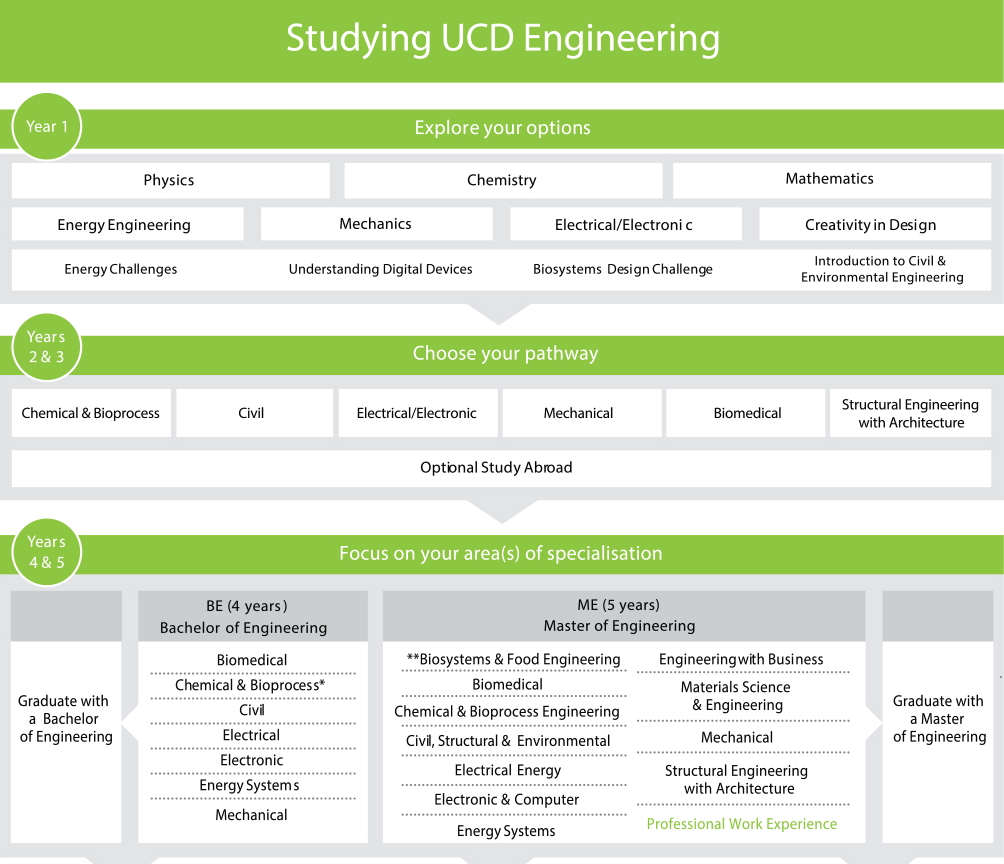 Studying UCD Engineering
Year 1
Explore your options
Physics
Chemistry
Mathematics
Energy Engineering
Mechanics
Electrical/Electroni c
Creativity in Design
Energy Challenges
Understanding Digital Devices
Biosystems Design Challenge
Introduction to Civil &
Environmental Engineering
Years
2 & 3
Choose your pathway
Chemical & Bioprocess
Civil
Electrical/Electronic
Mechanical
Biomedical
Structural Engineering
with Architecture
Optional Study Abroad
Years
4 & 5
Focus on your area(s) of specialisation
Graduate with
a Bachelor
of Engineering
BE (4 years)
Bachelor of Engineering
Biomedical
Chemical & Bioprocess*
Civil
Electrical
Electronic
Energy Systems
Mechanical
ME (5 years)
Master of Engineering
**Biosystems & Food Engineering
Biomedical
Chemical & Bioprocess Engineering
Civil, Structural & Environmental
Electrical Energy
Electronic & Computer
Energy Systems
Engineering with Business
Materials Science
& Engineering
Mechanical
Structural Engineering
with Architecture
Professional Work Experience
Graduate with
a Master
of Engineering